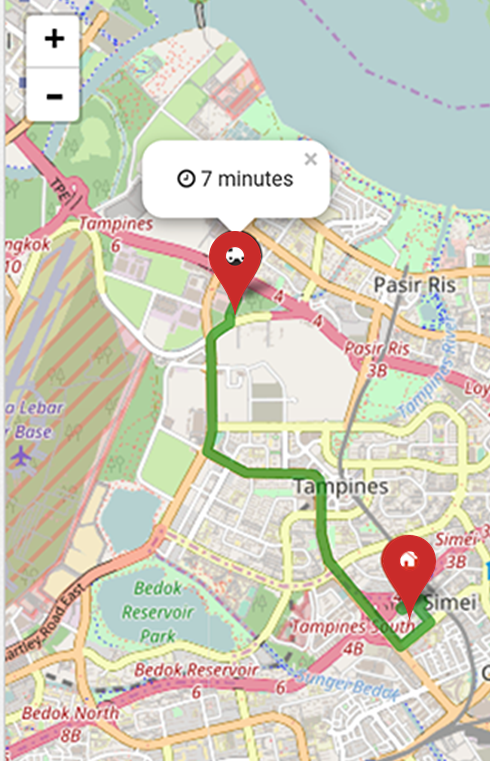 +
−
TPE
×
7 minutes
Tampines
6
ngkok
10
4
4
Pasir Ris
Pasir Ris
3B
Loy
Tampines River
a Lebar
r Base
Tampines
Simei
3B
3
Bedok
Reservoir
Park
Simei
artley Road East
Tampines South
4B
Bedok Reservoir
6
6
Sungei Bedok
Bedok North
8B